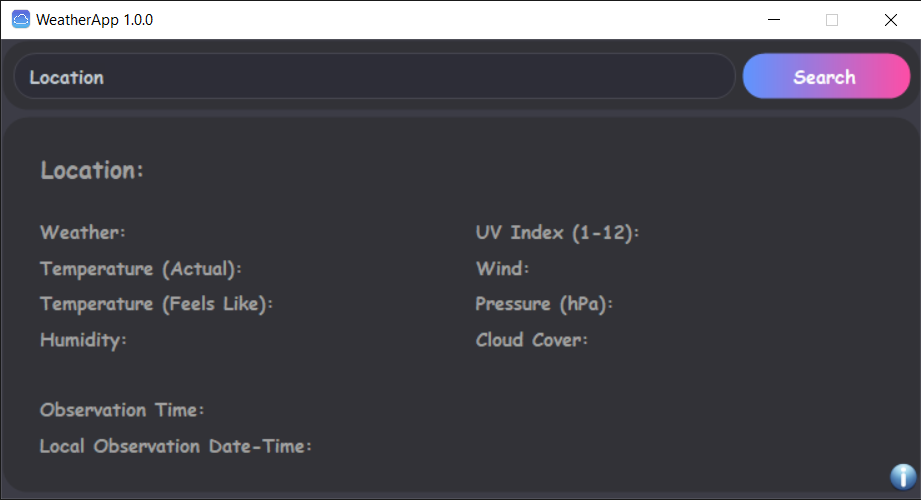 WeatherApp 1.0.0
Location
Search
Location:
Weather:
UV Index (1-12):
Temperature (Actual):
Wind:
Temperature (Feels Like):
Pressure (hPa):
Humidity:
Cloud Cover:
Observation Time:
Local Observation Date-Time: